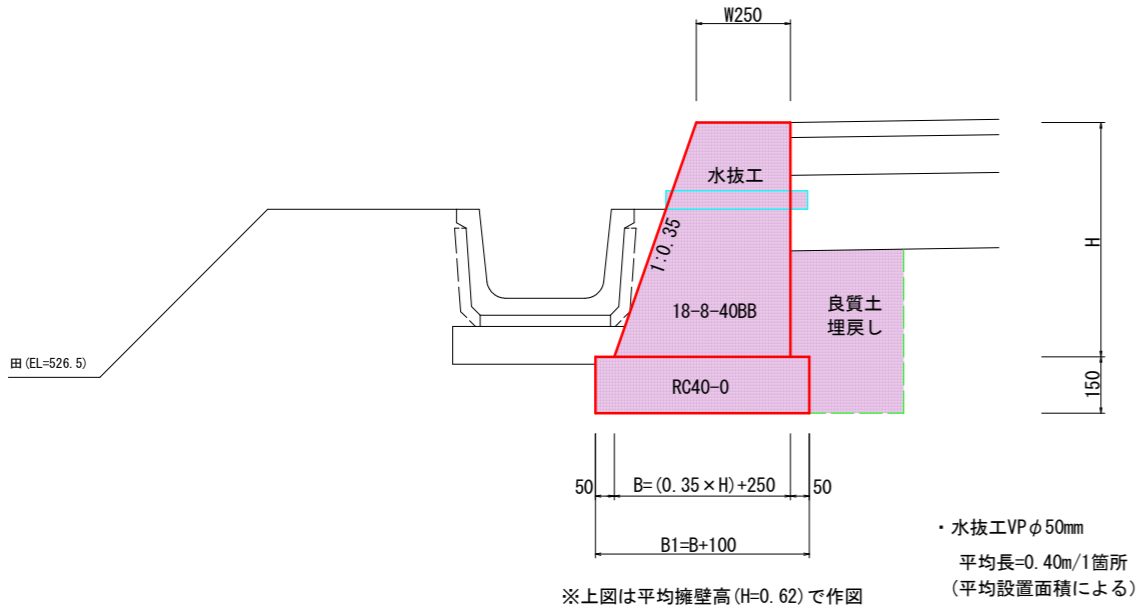 W250
水抜工
1:0.35
H
18-8-40BB
良質土
埋戻し
田(EL=526.5)
RC40-0
150
50
B=(0.35×H)+250
50
B1=B+100
・水抜工VPφ50mm
平均長=0.40m/1箇所
(平均設置面積による)
※上図は平均擁壁高(H=0.62)で作図